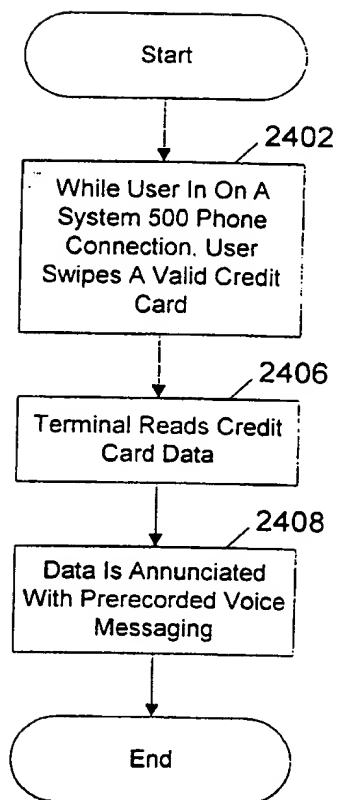 Start
2402
While User In On A
System 500 Phone
Connection. User
Swipes A Valid Credit
Card
2406
Terminal Reads Credit
Card Data
2408
Data Is Annunciated
With Prerecorded Voice
Messaging
End